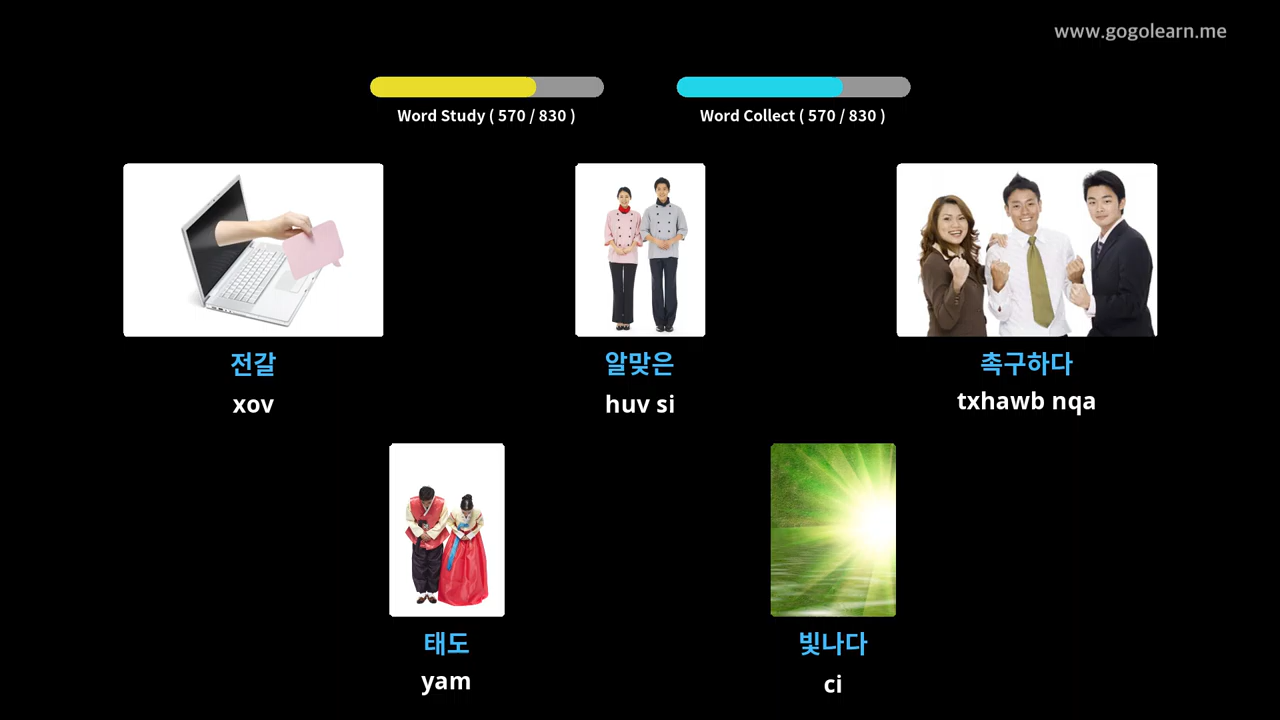 www.gogolearn.me
Word Study ( 570 / 830 )
Word Collect ( 570 / 830 )
전갈
xov
알맞은
huv si
촉구하다
txhawb nqa
태도
yam
빛나다
ci